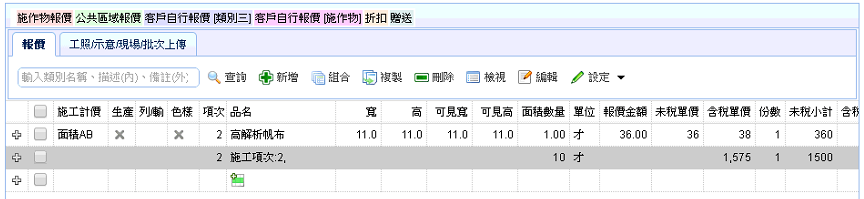 施作物報價 公共區域報價 客戶自行報價 [類別三] 客戶自行報價 [施作物] 折扣 贈送
報價 工照/示意/現場/批次上傳
輸入類別名稱、描述(內)、備註(外) 查詢 新增 組合 複製 刪除 檢視 編輯 設定
施工計價 生產 列/輸 色樣 項次 品名 寬 高 可見寬 可見高 面積數量 單位 報價金額 未稅單價 含稅單價 份數 未稅小計 含稅
面積AB 2 高解析帆布 11.0 11.0 11.0 11.0 1.00 才 36.00 36 38 1 360
2 施工項次:2, 10 才 1,575 1 1500